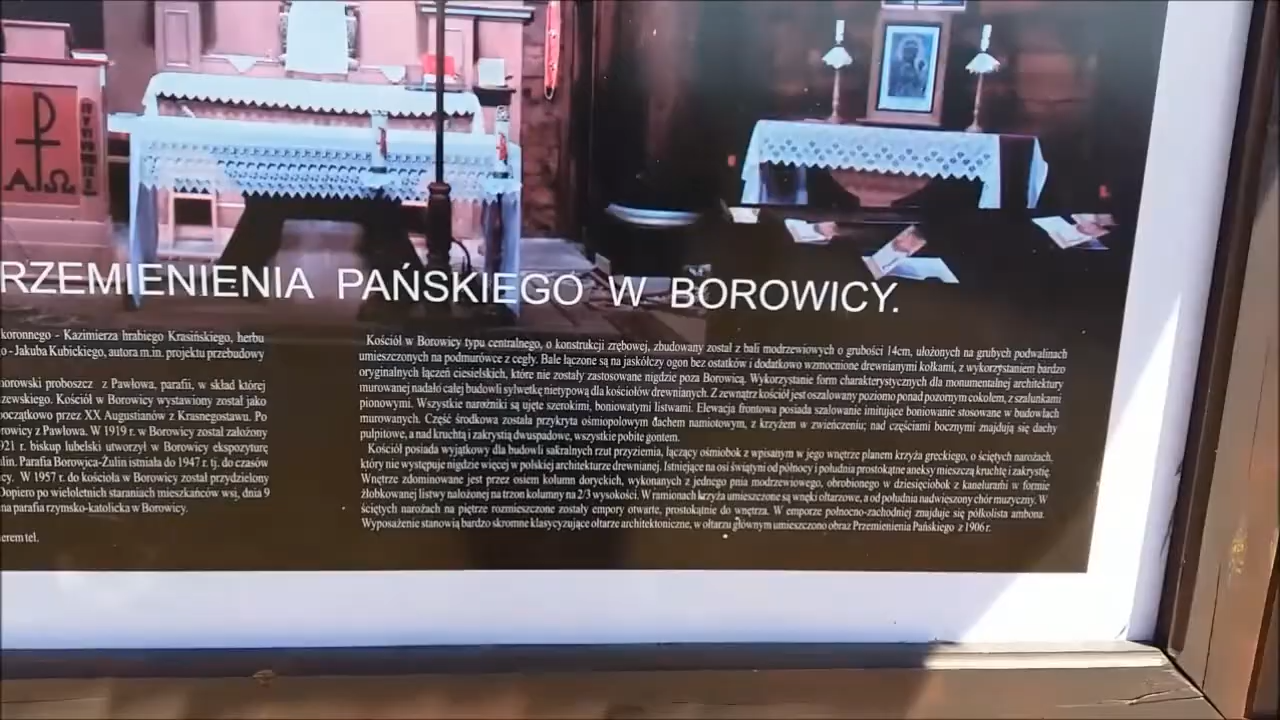 RZEMIENIENIA PAŃSKIEGO W BOROWICY.
koronnego - Kazimierza hrabiego Krasińskiego, herbu
o - Jakuba Kubickiego, autora m.in. projektu przebudowy
horowski proboszcz z Pawłowa, parafii, w skład której
zewskiego. Kościół w Borowicy wystawiony został jako
początkowo przez XX Augustianów z Krasnegostawu. Po
rowicy z Pawłowa. W 1919 r. w Borowicy został założony
921 r. biskup lubelski utworzył w Borowicy ekspozyturę
lin. Parafia Borowica-Żulin istniała do 1947 r. tj. do czasów
cy. W 1957 r. do kościoła w Borowicy został przydzielony
Dopiero po wieloletnich staraniach mieszkańców wsi, dnia 9
na parafia rzymsko-katolicka w Borowicy.
erem tel.
Kościół w Borowicy typu centralnego, o konstrukcji zrębowej, zbudowany został z bali modrzewiowych o grubości 14cm, ułożonych na grubych podwalinach
umieszczonych na podmurówce z cegły. Bale łączone są na jaskółczy ogon bez ostatków i dodatkowo wzmocnione drewnianymi kołkami, z wykorzystaniem bardzo
oryginalnych łączeń ciesielskich, które nie zostały zastosowane nigdzie poza Borowicą. Wykorzystanie form charakterystycznych dla monumentalnej architektury
murowanej nadało całej budowli sylwetkę nietypową dla kościołów drewnianych. Z zewnątrz kościół jest oszalowany poziomo ponad pozornym cokołem, z szalunkami
pionowymi. Wszystkie narożniki są ujęte szerokimi, boniowatymi listwami. Elewacja frontowa posiada szalowanie imitujące boniowanie stosowane w budowlach
murowanych. Część środkowa została przykryta ośmiopolowym dachem namiotowym, z krzyżem w zwieńczeniu; nad częściami bocznymi znajdują się dachy
pulpitowe, a nad kruchtą i zakrystią dwuspadowe, wszystkie pobite gontem.
Kościół posiada wyjątkowy dla budowli sakralnych rzut przyziemia, łączący ośmiobok z wpisanym w jego wnętrze planem krzyża greckiego, o ściętych narożach,
który nie występuje nigdzie więcej w polskiej architekturze drewnianej. Istniejące na osi świątyni od północy i południa prostokątne aneksy mieszczą kruchtę i zakrystię.
Wnętrze zdominowane jest przez osiem kolumn doryckich, wykonanych z jednego pnia modrzewiowego, obrobionego w dziesięciobok z kanelurami w formie
żłobkowanej listwy nałożonej na trzon kolumny na 2/3 wysokości. W ramionach krzyża umieszczone są wnęki ołtarzowe, a od południa nadwieszony chór muzyczny. W
ściętych narożach na piętrze rozmieszczone zostały empory otwarte, prostokątnie do wnętrza. W emporze północno-zachodniej znajduje się półkolista ambona.
Wyposażenie stanowią bardzo skromne klasycyzujące ołtarze architektoniczne, w ołtarzu głównym umieszczono obraz Przemienienia Pańskiego z 1906 r.